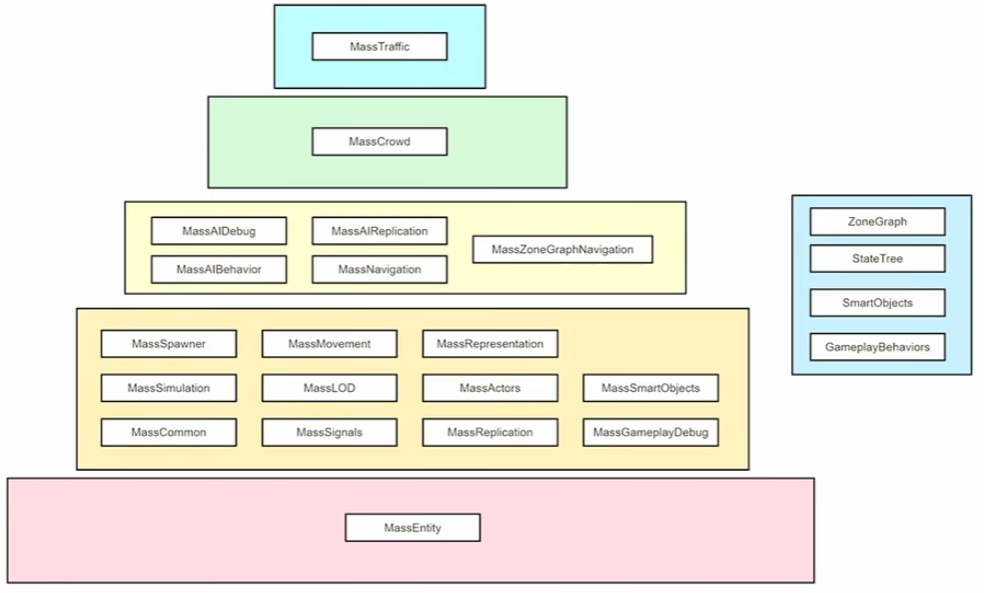 MassTraffic
MassCrowd
MassAIDebug
MassAIReplication
MassZoneGraphNavigation
MassAIBehavior
MassNavigation
ZoneGraph
StateTree
SmartObjects
GameplayBehaviors
MassSpawner
MassMovement
MassRepresentation
MassSimulation
MassLOD
MassActors
MassSmartObjects
MassCommon
MassSignals
MassReplication
MassGameplayDebug
MassEntity